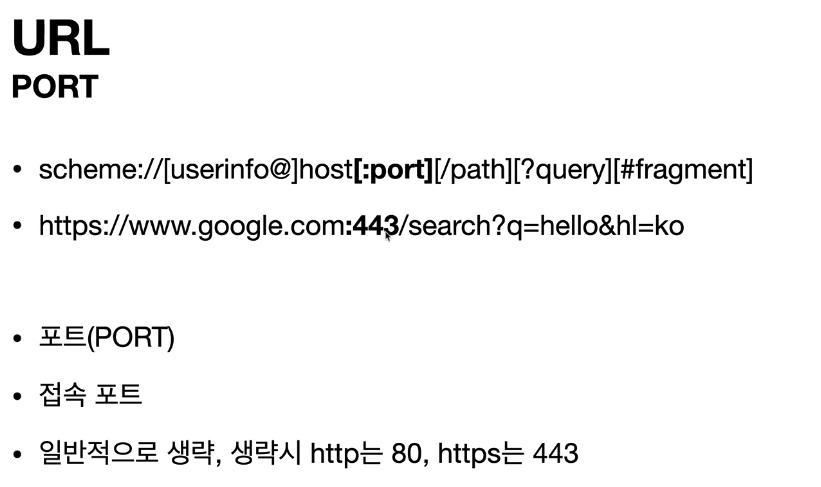 URL
PORT
• scheme://[userinfo@]host[:port][/path][?query][#fragment]
• https://www.google.com:443/search?q=hello&hl=ko
• 포트(PORT)
• 접속 포트
• 일반적으로 생략, 생략시 http는 80, https는 443